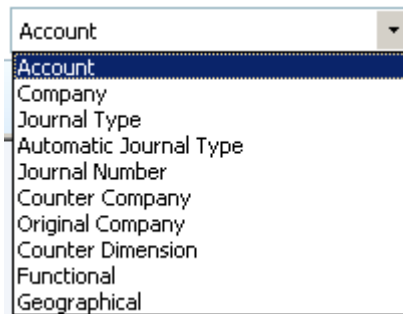 Account
Account
Company
Journal Type
Automatic Journal Type
Journal Number
Counter Company
Original Company
Counter Dimension
Functional
Geographical